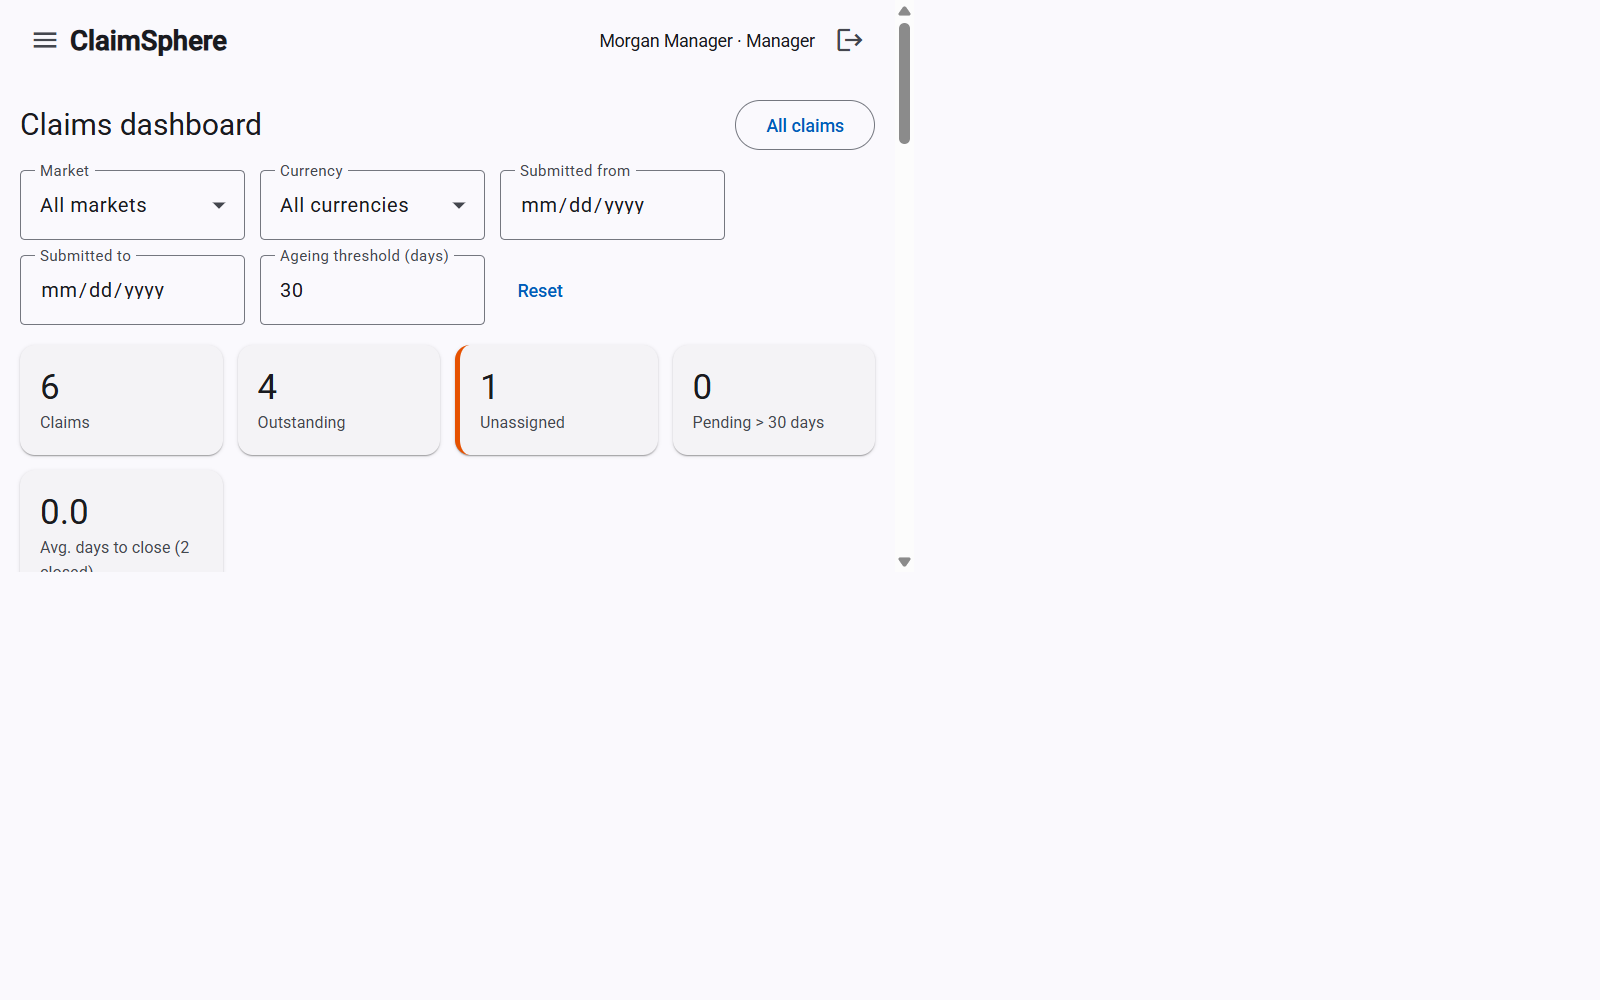 ClaimSphere
Morgan Manager · Manager
Claims dashboard
All claims
Market
All markets
Currency
All currencies
Submitted from
mm/dd/yyyy
Submitted to
mm/dd/yyyy
Ageing threshold (days)
30
Reset
6
Claims
4
Outstanding
1
Unassigned
0
Pending > 30 days
0.0
Avg. days to close (2
closed)